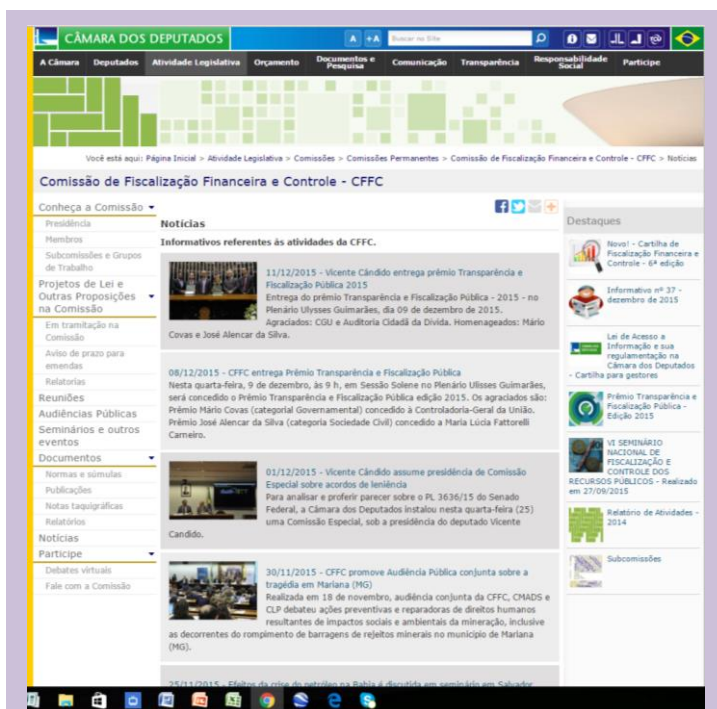 CÂMARA DOS DEPUTADOS
A +A Buscar no Site
A Câmara Deputados Atividade Legislativa Orçamento Documentos e Pesquisa Comunicação Transparência Responsabilidade Social Participe
Você está aqui: Página Inicial > Atividade Legislativa > Comissões > Comissões Permanentes > Comissão de Fiscalização Financeira e Controle - CFFC > Notícias
Comissão de Fiscalização Financeira e Controle - CFFC
Conheça a Comissão
Presidência
Membros
Subcomissões e Grupos
de Trabalho
Projetos de Lei e
Outras Proposições
na Comissão
Em tramitação na
Comissão
Aviso de prazo para
emendas
Relatorias
Reuniões
Audiências Públicas
Seminários e outros
eventos
Documentos
Normas e súmulas
Publicações
Notas taquigráficas
Relatórios
Notícias
Participe
Debates virtuais
Fale com a Comissão
Notícias
Informativos referentes às atividades da CFFC.
11/12/2015 - Vicente Cândido entrega prêmio Transparência e
Fiscalização Pública 2015
Entrega do prêmio Transparência e Fiscalização Pública - 2015 - no
Plenário Ulysses Guimarães, dia 09 de dezembro de 2015.
Agraciados: CGU e Auditoria Cidadã da Dívida. Homenageados: Mário
Covas e José Alencar da Silva.
08/12/2015 - CFFC entrega Prêmio Transparência e Fiscalização Pública
Nesta quarta-feira, 9 de dezembro, às 9 h, em Sessão Solene no Plenário Ulisses Guimarães,
será concedido o Prêmio Transparência e Fiscalização Pública edição 2015. Os agraciados são:
Prêmio Mário Covas (categorial Governamental) concedido à Controladoria-Geral da União.
Prêmio José Alencar da Silva (categoria Sociedade Civil) concedido a Maria Lúcia Fattorelli
Carneiro.
01/12/2015 - Vicente Cândido assume presidência de Comissão
Especial sobre acordos de leniência
Para analisar e proferir parecer sobre o PL 3636/15 do Senado
Federal, a Câmara dos Deputados instalou nesta quarta-feira (25)
uma Comissão Especial, sob a presidência do deputado Vicente
Candido.
30/11/2015 - CFFC promove Audiência Pública conjunta sobre a
tragédia em Mariana (MG)
Realizada em 18 de novembro, audiência conjunta da CFFC, CMADS e
CLP debateu ações preventivas e reparadoras de direitos humanos
resultantes de impactos sociais e ambientais da mineração, inclusive
as decorrentes do rompimento de barragens de rejeitos minerais no município de Mariana
(MG).
25/11/2015 - Efeitos da crise do petróleo na Bahia é discutida em seminário em Salvador
Destaques
Novo! - Cartilha de
Fiscalização Financeira e
Controle - 6ª edição
Informativo nº 37 -
dezembro de 2015
Lei de Acesso a
Informação e sua
regulamentação na
Câmara dos Deputados
- Cartilha para gestores
Prêmio Transparência e
Fiscalização Pública -
Edição 2015
VI SEMINÁRIO
NACIONAL DE
FISCALIZAÇÃO E
CONTROLE DOS
RECURSOS PÚBLICOS - Realizado
em 27/09/2015
Relatório de Atividades -
2014
Subcomissões